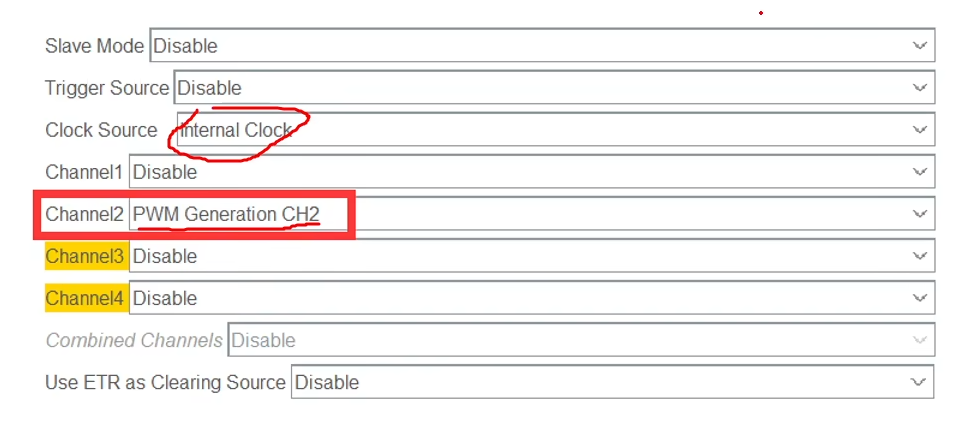 Slave Mode Disable
Trigger Source Disable
Clock Source Internal Clock
Channel1 Disable
Channel2 PWM Generation CH2
Channel3 Disable
Channel4 Disable
Combined Channels Disable
Use ETR as Clearing Source Disable